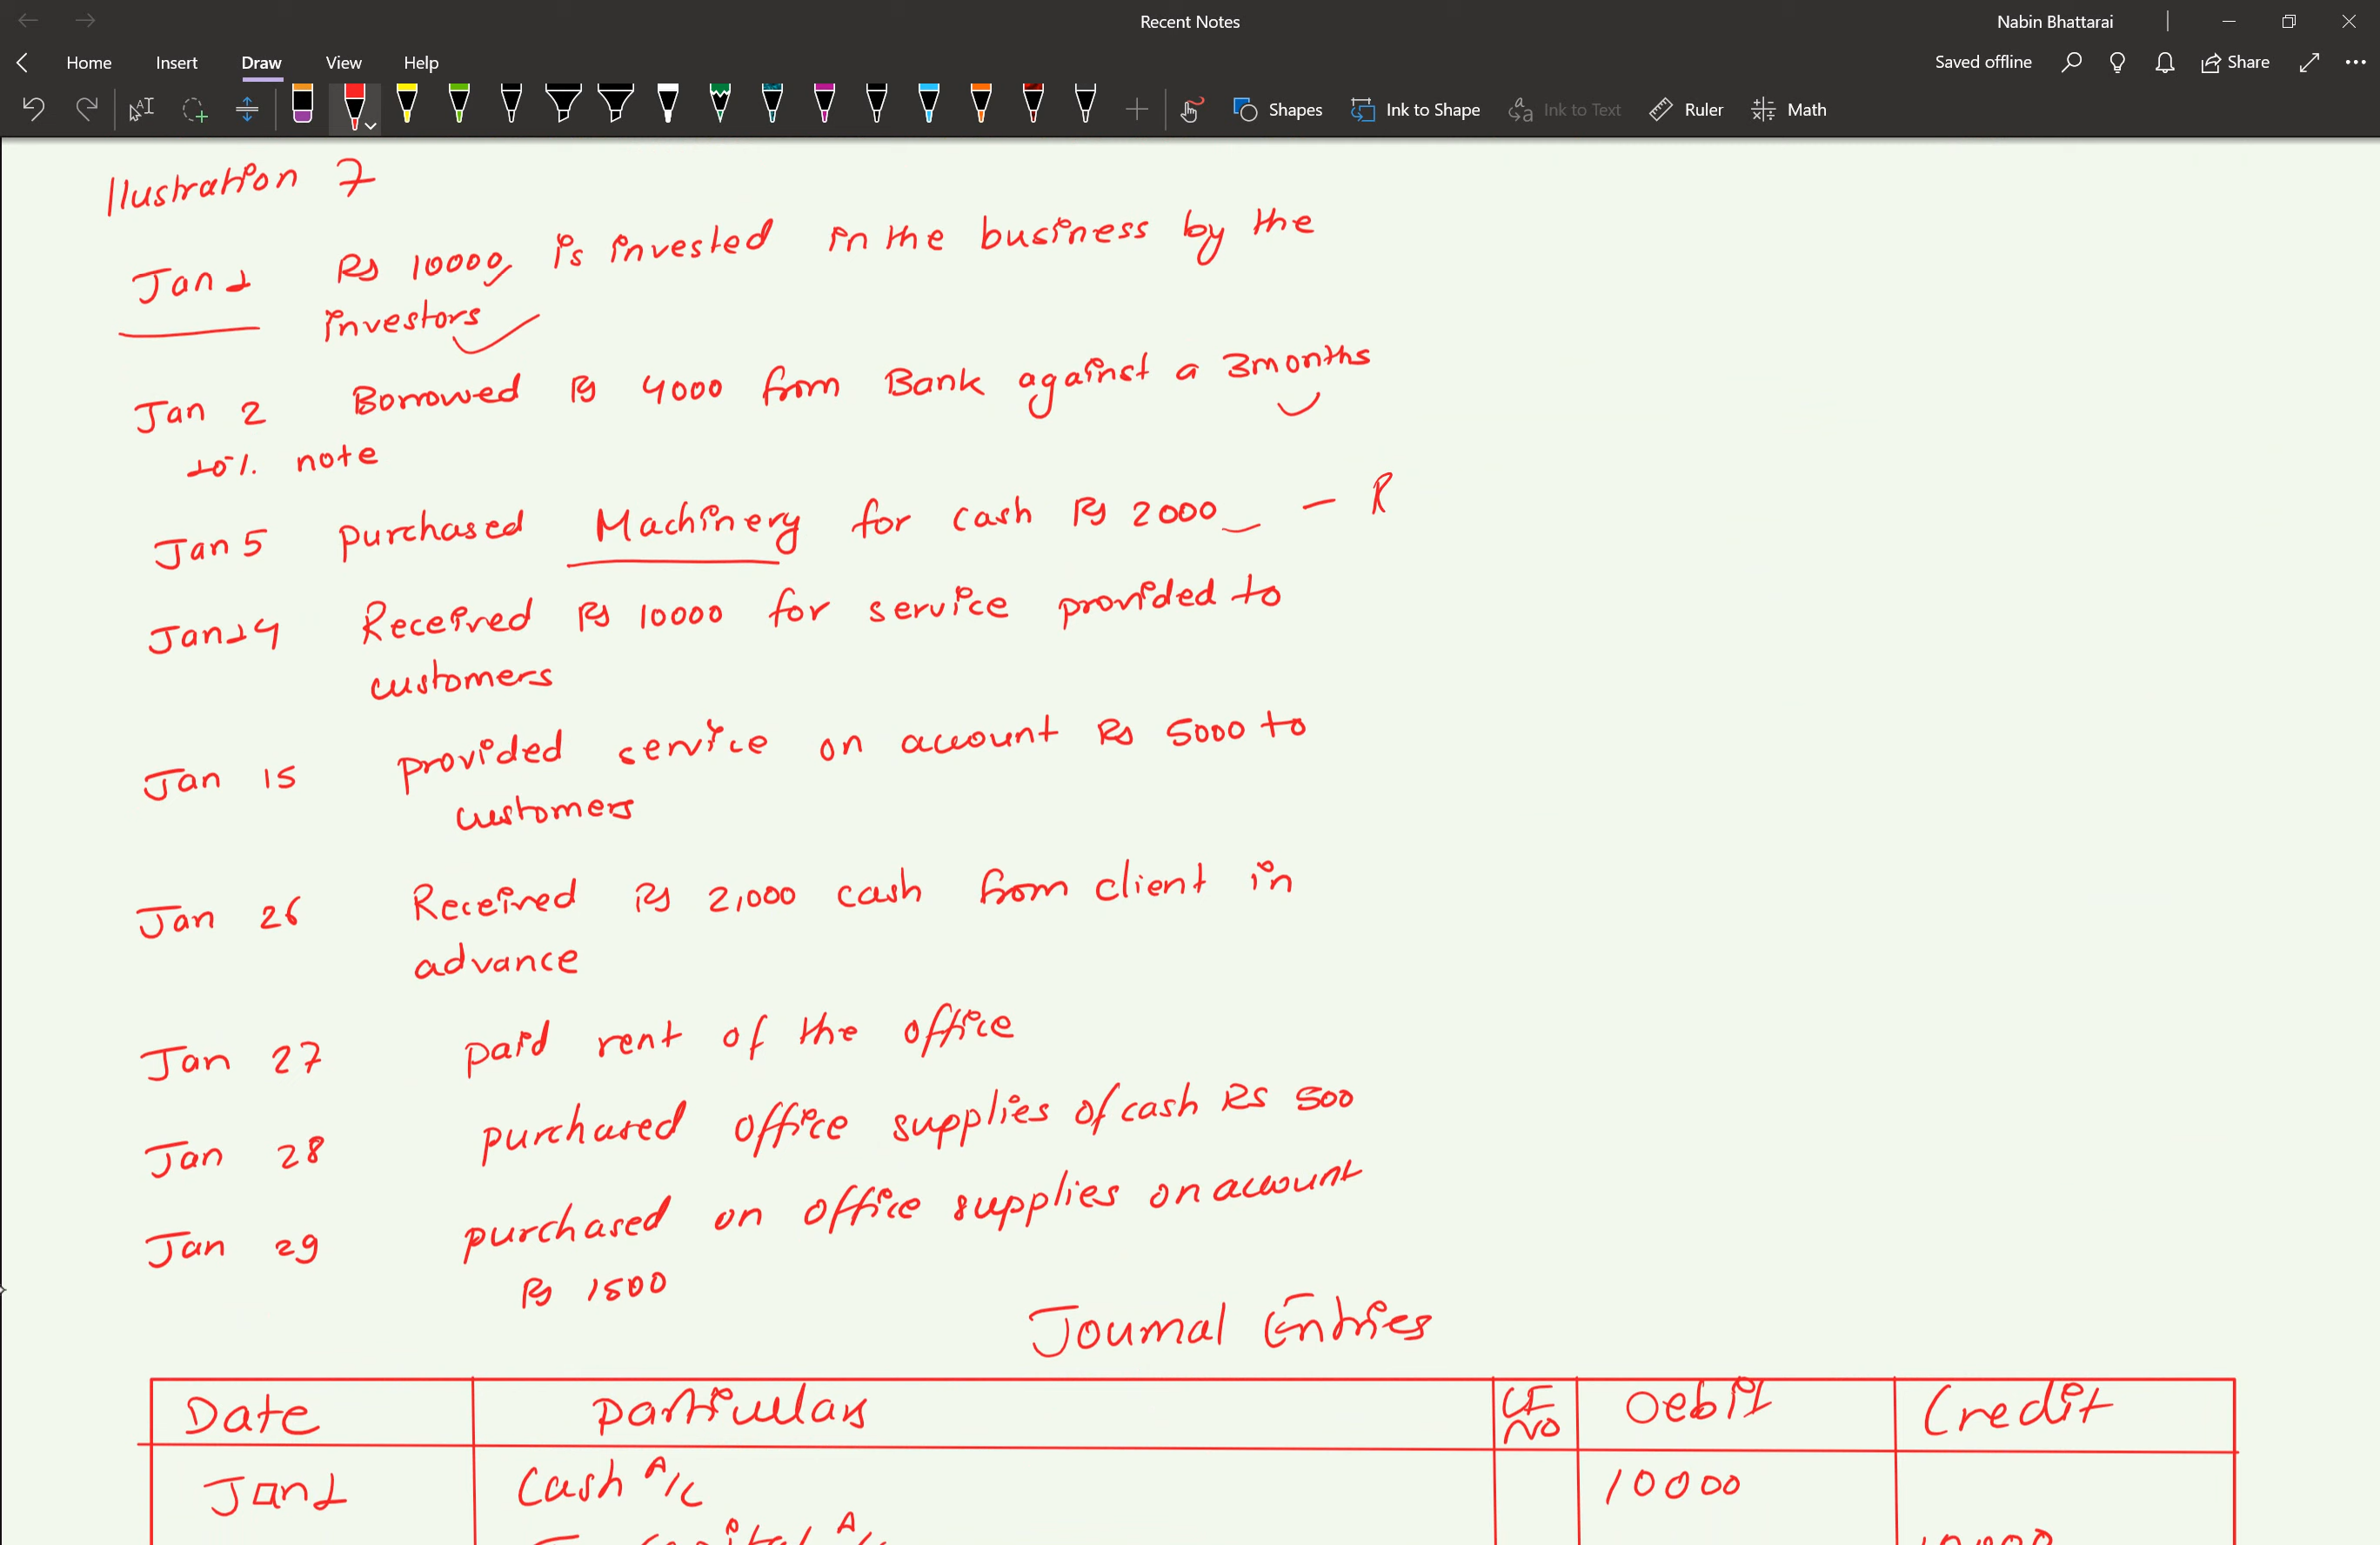 Recent Notes
Nabin Bhattarai
Home Insert Draw View Help
Saved offline Share
Shapes Ink to Shape Ink to Text Ruler Math
Illustration 7
Jan 1 Rs 10000 is invested in the business by the
investors
Jan 2 Borrowed Rs 4000 from Bank against a 3months
10% note
Jan 5 purchased Machinery for cash Rs 2000 - R
Jan 14 Received Rs 10000 for service provided to
customers
Jan 15 provided service on account Rs 5000 to
customers
Jan 26 Received Rs 2,000 cash from client in
advance
Jan 27 paid rent of the office
Jan 28 purchased office supplies of cash Rs 500
Jan 29 purchased on office supplies on account
Rs 1500
Journal Entries
Date Particulars LF NO Debit Credit
Jan 1 Cash A/c 10000
To Capital A/c 10000